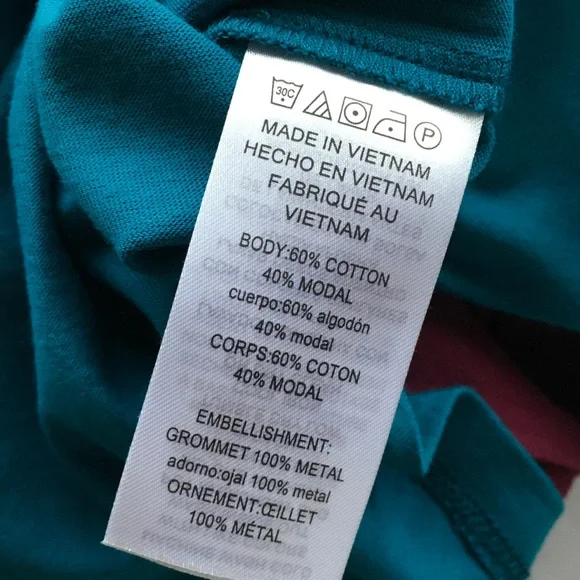 30C P
MADE IN VIETNAM
HECHO EN VIETNAM
FABRIQUÉ AU
VIETNAM
BODY:60% COTTON
40% MODAL
cuerpo:60% algodón
40% modal
CORPS:60% COTON
40% MODAL
EMBELLISHMENT:
GROMMET 100% METAL
adorno:ojal 100% metal
ORNEMENT:ŒILLET
100% MÉTAL